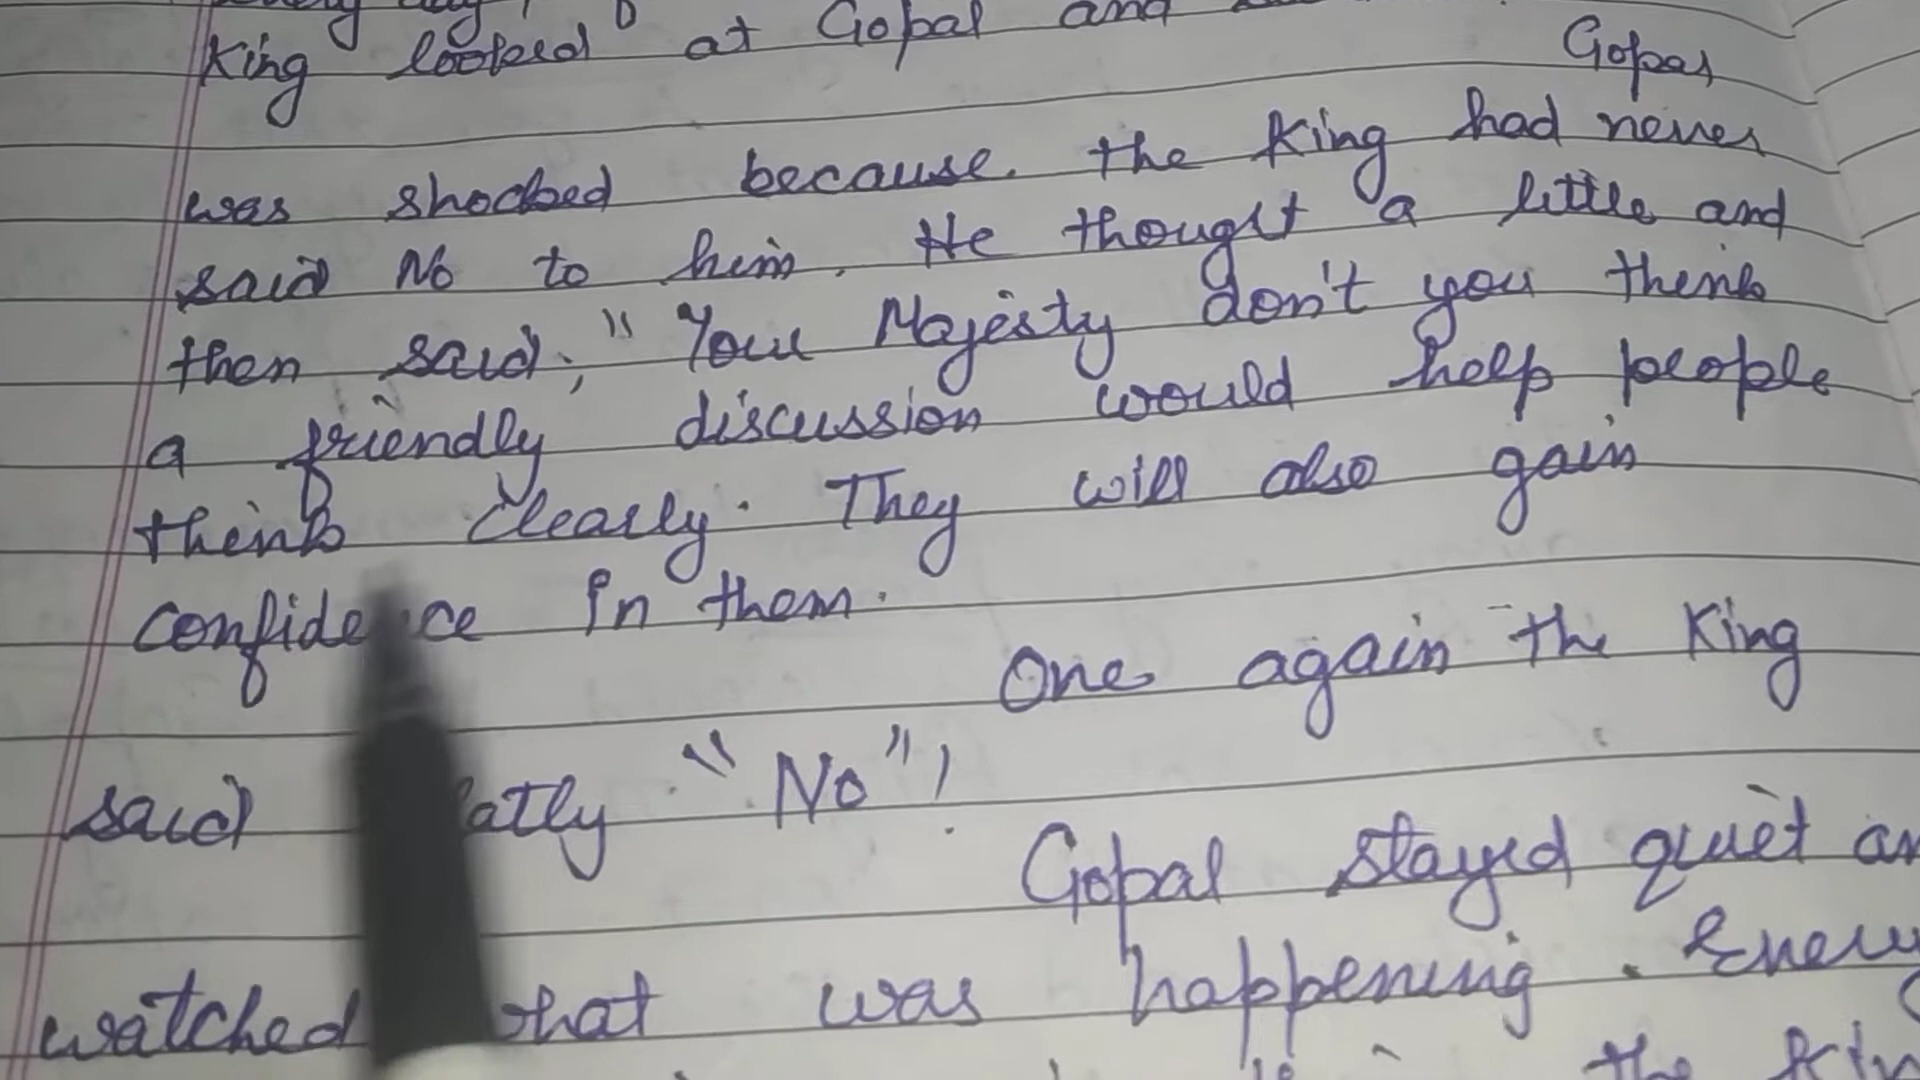 King looked at Gopal and
Gopal
was shocked because the King had never
said No to him. He thought a little and
then said, "Your Majesty don't you think
a friendly discussion would help people
think clearly. They will also gain
confidence in them.
One again the King
said "No"!
Gopal stayed quiet
watched was happening. Every
the